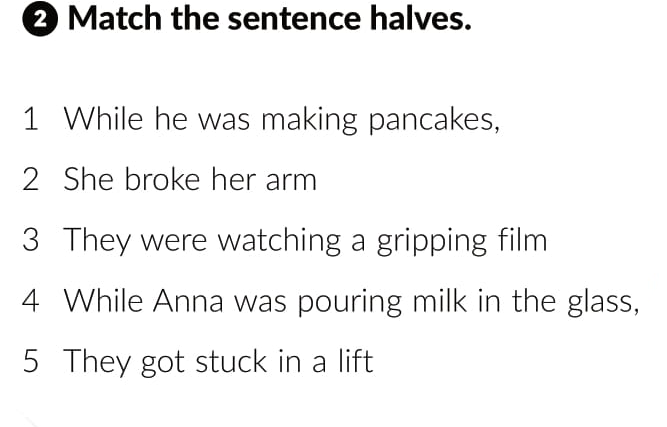 2 Match the sentence halves.
1 While he was making pancakes,
2 She broke her arm
3 They were watching a gripping film
4 While Anna was pouring milk in the glass,
5 They got stuck in a lift